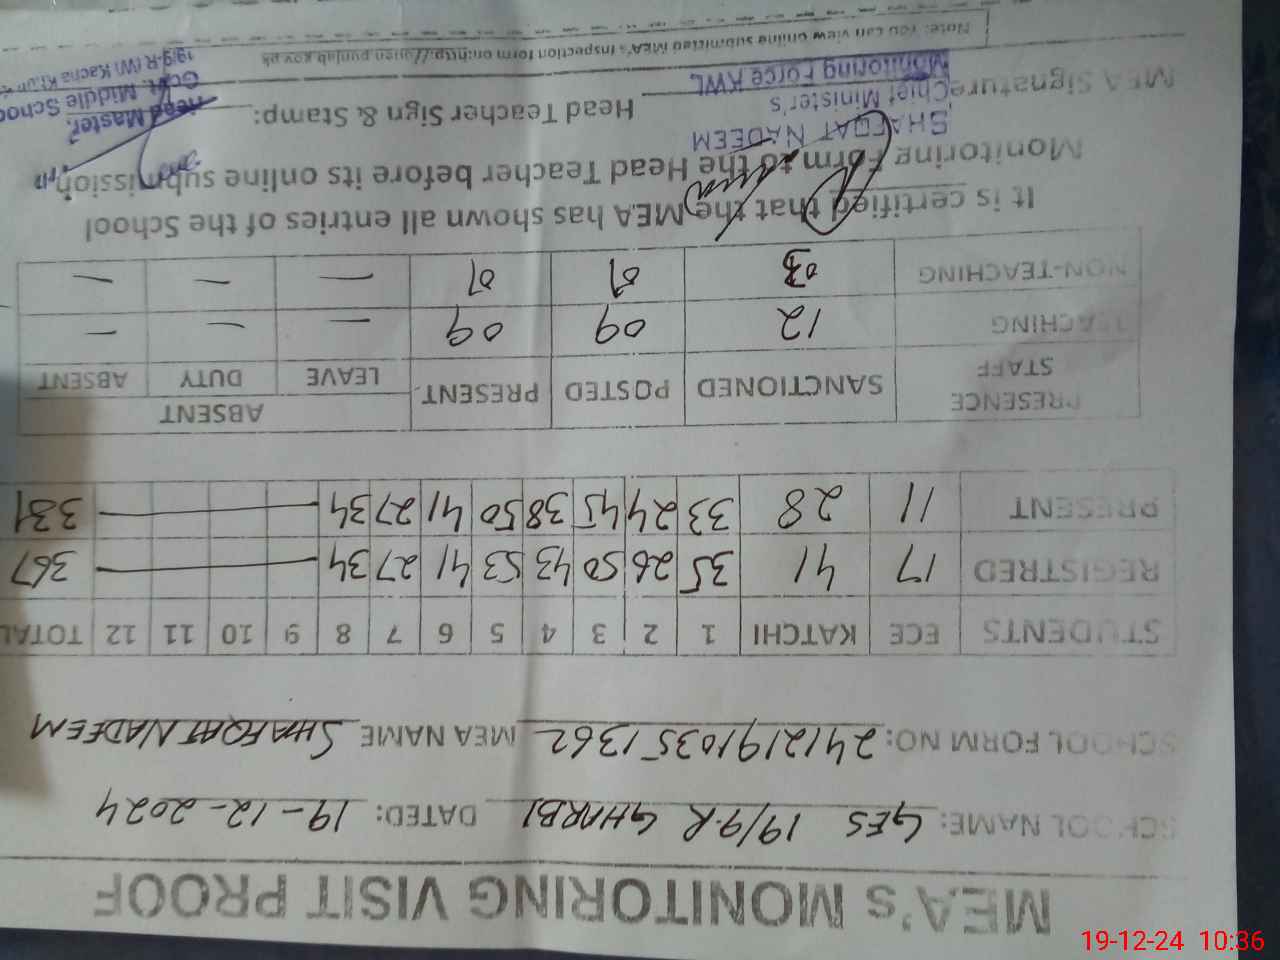 MEA's MONITORING VISIT PROOF
SCHOOL NAME: GES 19/9-R GHARBI DATED: 19-12-2024
SCHOOL FORM NO: 24121910351362 MEA NAME SHAFQAT NADEEM
STUDENTS ECE KATCHI 1 2 3 4 5 6 7 8 9 10 11 12 TOTAL
REGISTRED 17 41 35 26 50 43 53 41 27 34 — 367
PRESENT 11 28 33 24 45 38 50 41 27 34 — 331
PRESENCE STAFF SANCTIONED POSTED PRESENT ABSENT
LEAVE DUTY ABSENT
TEACHING 12 09 09 — — —
NON-TEACHING 03 01 01 — — —
It is certified that the MEA has shown all entries of the School
Monitoring Form to the Head Teacher before its online submission.
SHAFQAT NADEEM
MEA Signature Head Teacher Sign & Stamp:
Chief Minister's
Monitoring Force KWL
Head Master
Govt. Middle School
19/9-R (W) Kacha
Note: You can view online submitted MEA's inspection form on:http://open.punjab.gov.pk
19-12-24 10:36